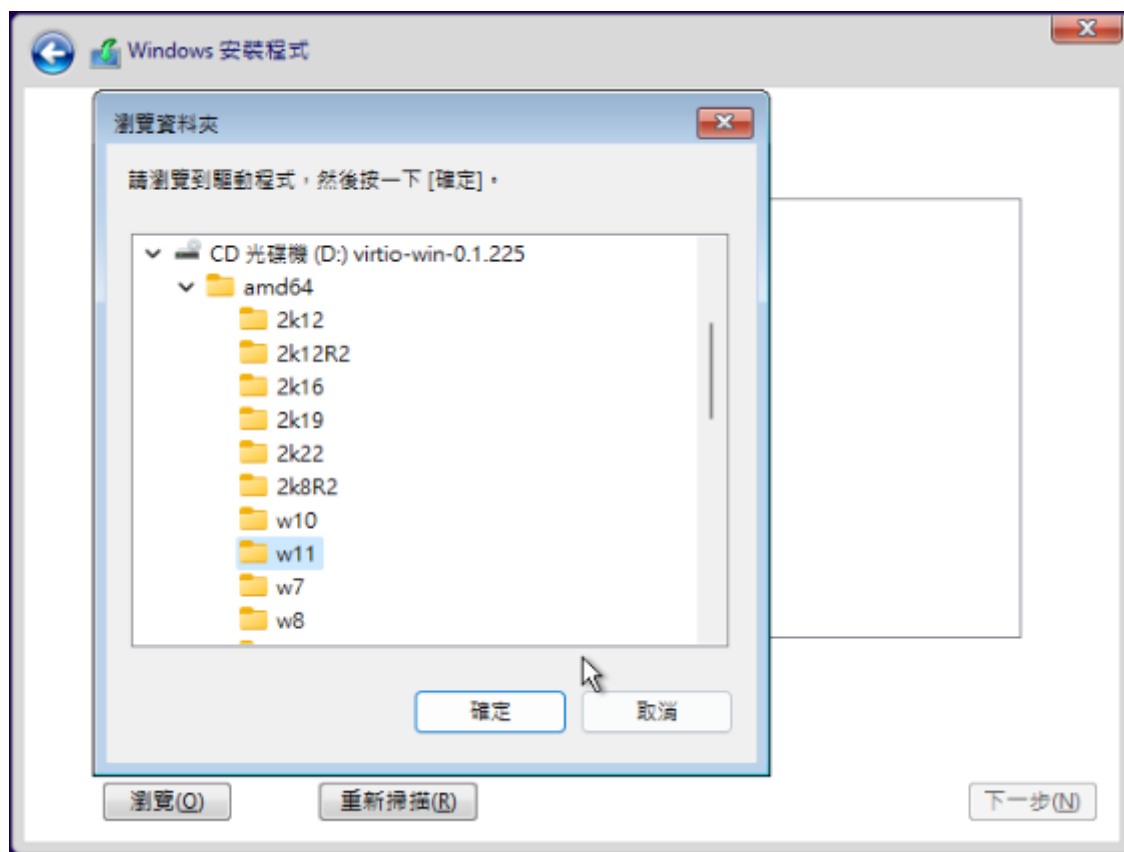 Windows 安裝程式
瀏覽資料夾
請瀏覽到驅動程式，然後按一下 [確定]。
CD 光碟機 (D:) virtio-win-0.1.225
amd64
2k12
2k12R2
2k16
2k19
2k22
2k8R2
w10
w11
w7
w8
確定
取消
瀏覽(O)
重新掃描(R)
下一步(N)